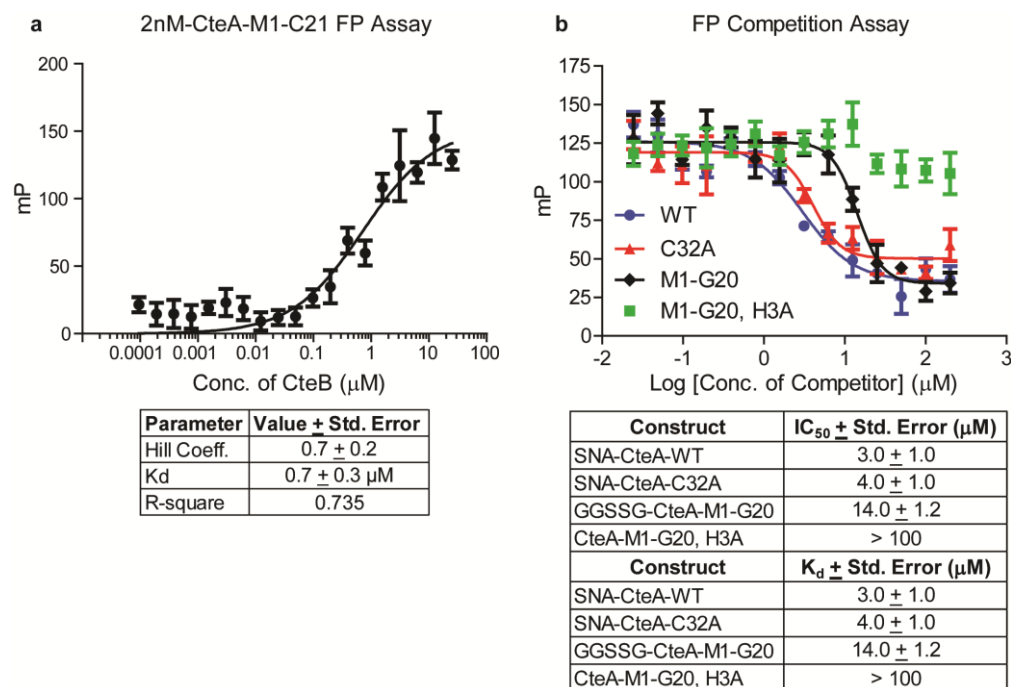 a 2nM-CteA-M1-C21 FP Assay
200
150
100
50
0
mP
0.0001 0.001 0.01 0.1 1 10 100
Conc. of CteB (μM)
Parameter Value ± Std. Error
Hill Coeff. 0.7 ± 0.2
Kd 0.7 ± 0.3 μM
R-square 0.735
b FP Competition Assay
175
150
125
100
75
50
25
0
mP
WT
C32A
M1-G20
M1-G20, H3A
-2 -1 0 1 2 3
Log [Conc. of Competitor] (μM)
Construct IC50 ± Std. Error (μM)
SNA-CteA-WT 3.0 ± 1.0
SNA-CteA-C32A 4.0 ± 1.0
GGSSG-CteA-M1-G20 14.0 ± 1.2
CteA-M1-G20, H3A > 100
Construct Kd ± Std. Error (μM)
SNA-CteA-WT 3.0 ± 1.0
SNA-CteA-C32A 4.0 ± 1.0
GGSSG-CteA-M1-G20 14.0 ± 1.2
CteA-M1-G20, H3A > 100